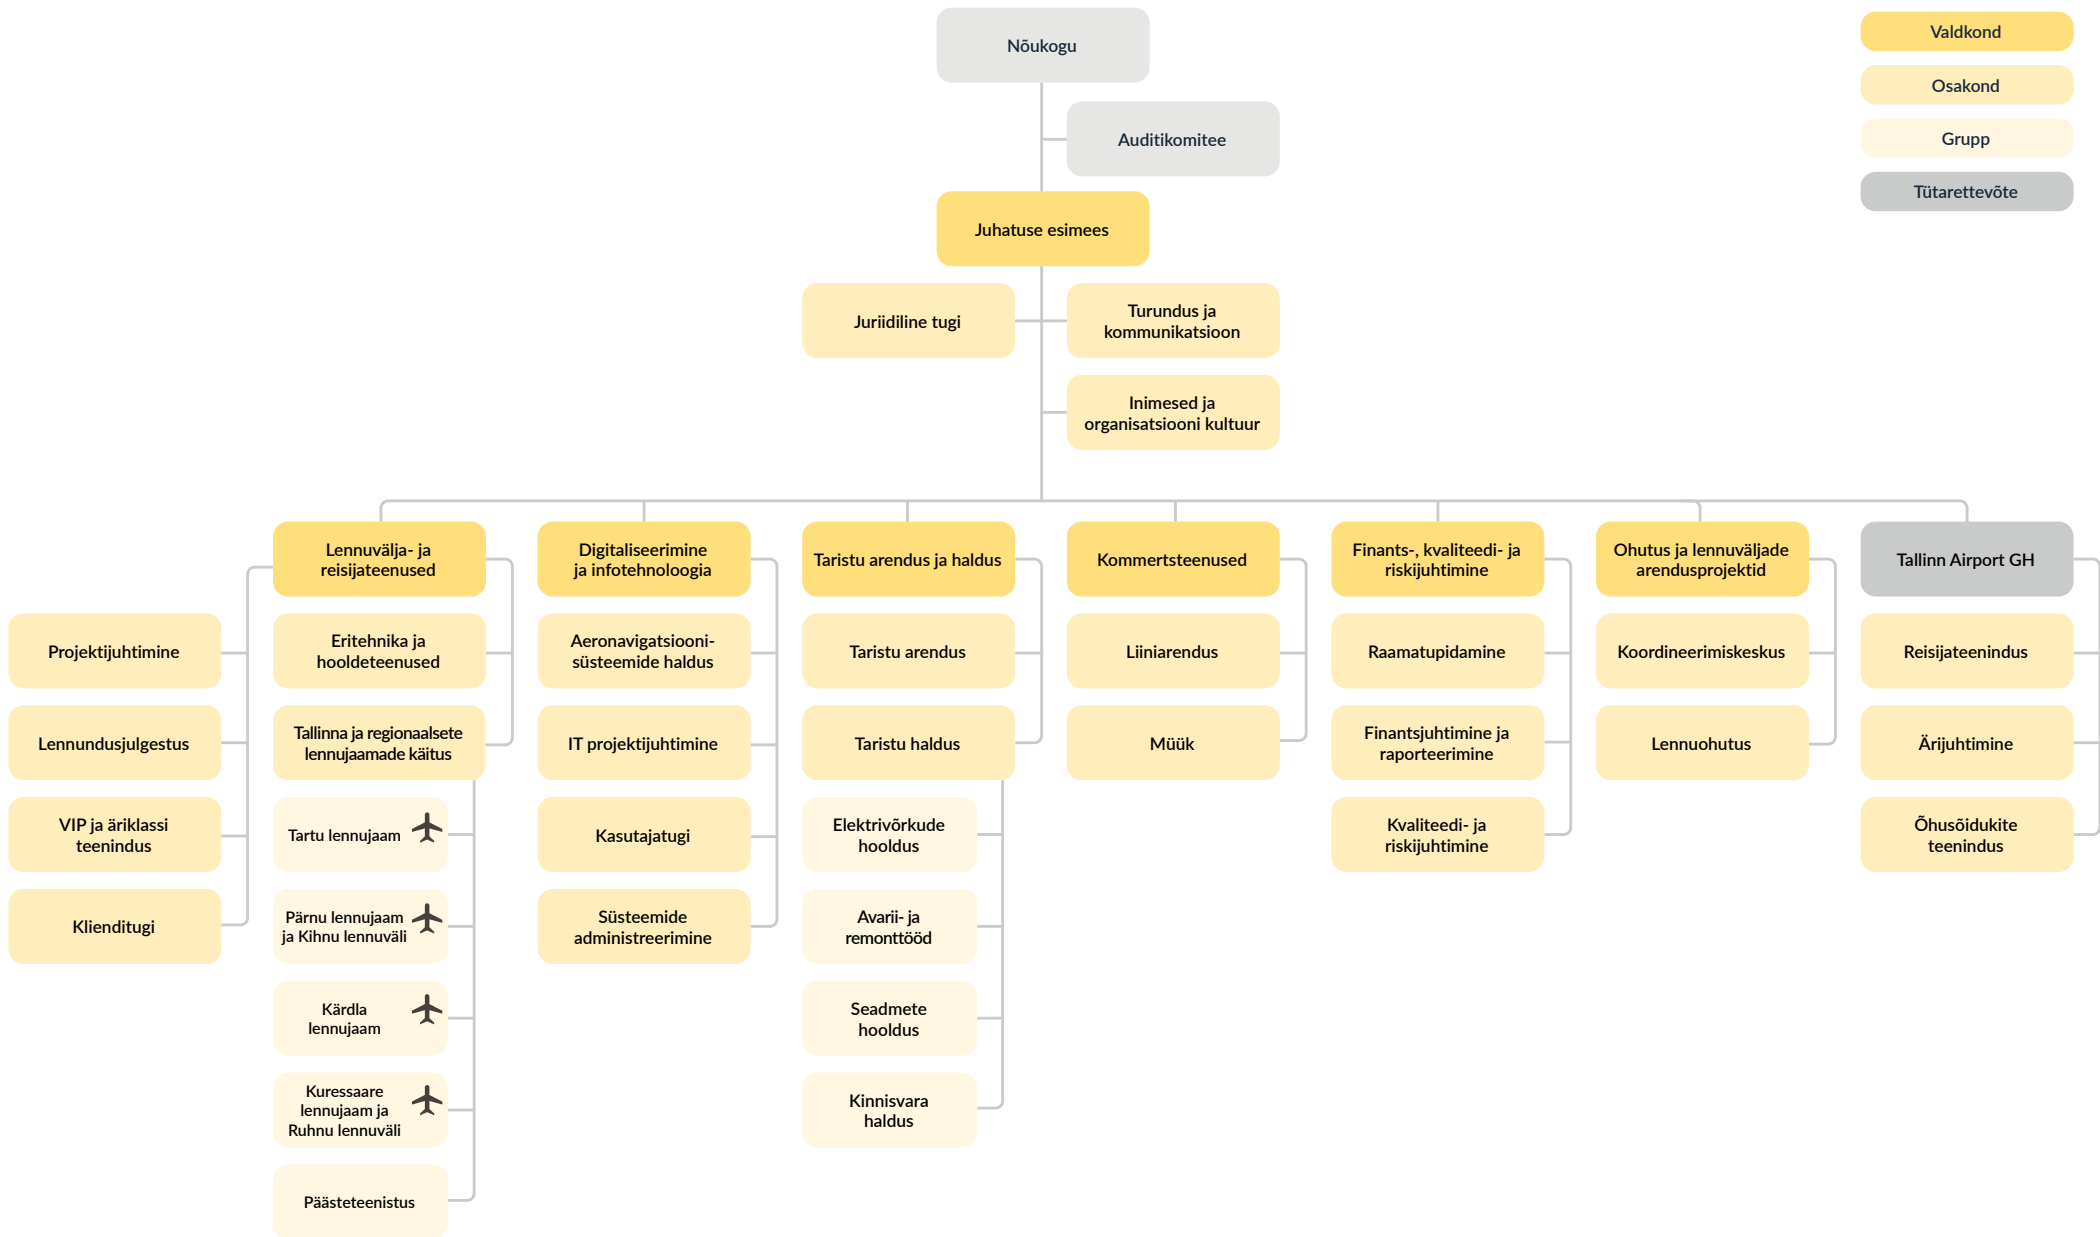 Nõukogu
Auditikomitee
Juhatuse esimees
Juriidiline tugi
Turundus ja
kommunikatsioon
Inimesed ja
organisatsiooni kultuur
Valdkond
Osakond
Grupp
Tütarettevõte
Projektijuhtimine
Lennundusjulgestus
VIP ja äriklassi
teenindus
Klienditugi
Lennuvälja- ja
reisijateenused
Eritehnika ja
hooldeteenused
Tallinna ja regionaalsete
lennujaamade käitus
Tartu lennujaam
Pärnu lennujaam
ja Kihnu lennuväli
Kärdla
lennujaam
Kuressaare
lennujaam ja
Ruhnu lennuväli
Päästeteenistus
Digitaliseerimine
ja infotehnoloogia
Aeronavigatsiooni-
süsteemide haldus
IT projektijuhtimine
Kasutajatugi
Süsteemide
administreerimine
Taristu arendus ja haldus
Taristu arendus
Taristu haldus
Elektrivõrkude
hooldus
Avarii- ja
remonttööd
Seadmete
hooldus
Kinnisvara
haldus
Kommertsteenused
Liiniarendus
Müük
Finants-, kvaliteedi- ja
riskijuhtimine
Raamatupidamine
Finantsjuhtimine ja
raporteerimine
Kvaliteedi- ja
riskijuhtimine
Ohutus ja lennuväljade
arendusprojektid
Koordineerimiskeskus
Lennuohutus
Tallinn Airport GH
Reisijateenindus
Ärijuhtimine
Õhusõidukite
teenindus